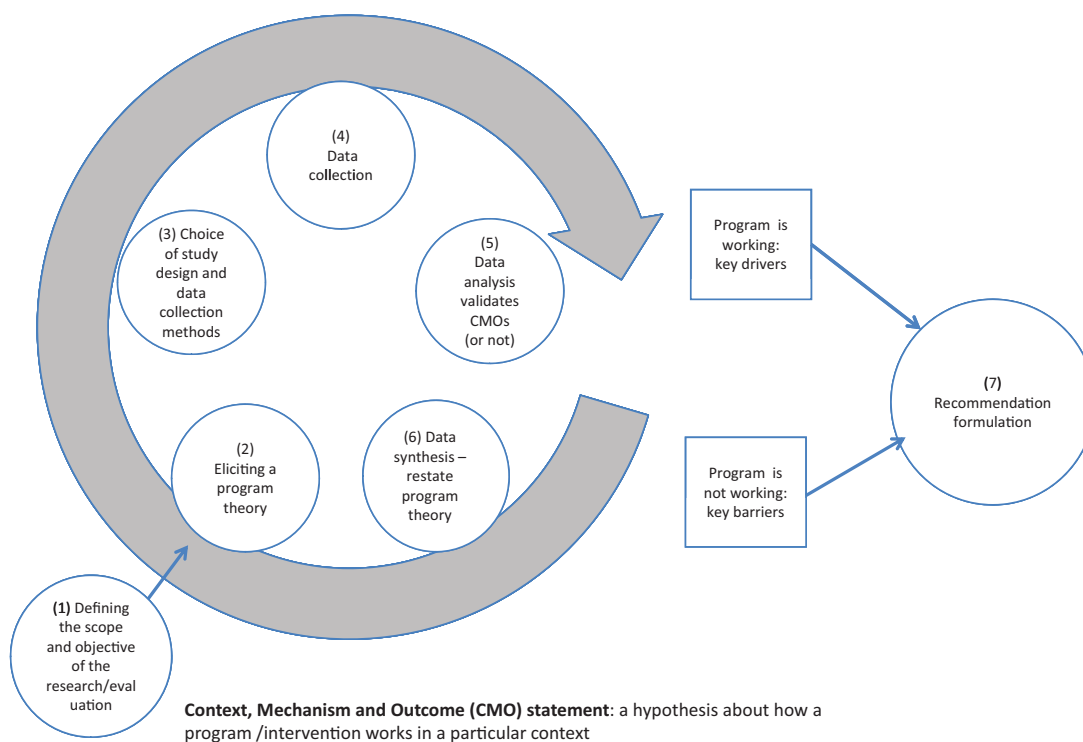 (4)
Data
collection
(3) Choice
of study
design and
data
collection
methods
(5)
Data
analysis
validates
CMOs
(or not)
(2)
Eliciting a
program
theory
(6) Data
synthesis –
restate
program
theory
(1) Defining
the scope
and objective
of the
research/eval
uation
Program is
working:
key drivers
Program is
not working:
key barriers
(7)
Recommendation
formulation
Context, Mechanism and Outcome (CMO) statement: a hypothesis about how a
program /intervention works in a particular context